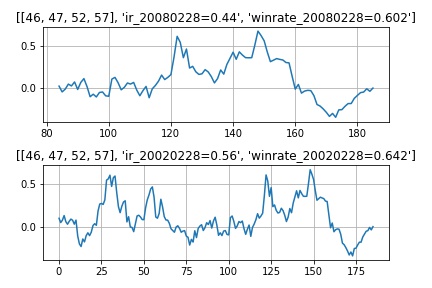 [[46, 47, 52, 57], 'ir_20080228=0.44', 'winrate_20080228=0.602']
0.5
0.0
80 100 120 140 160 180
[[46, 47, 52, 57], 'ir_20020228=0.56', 'winrate_20020228=0.642']
0.5
0.0
0 25 50 75 100 125 150 175